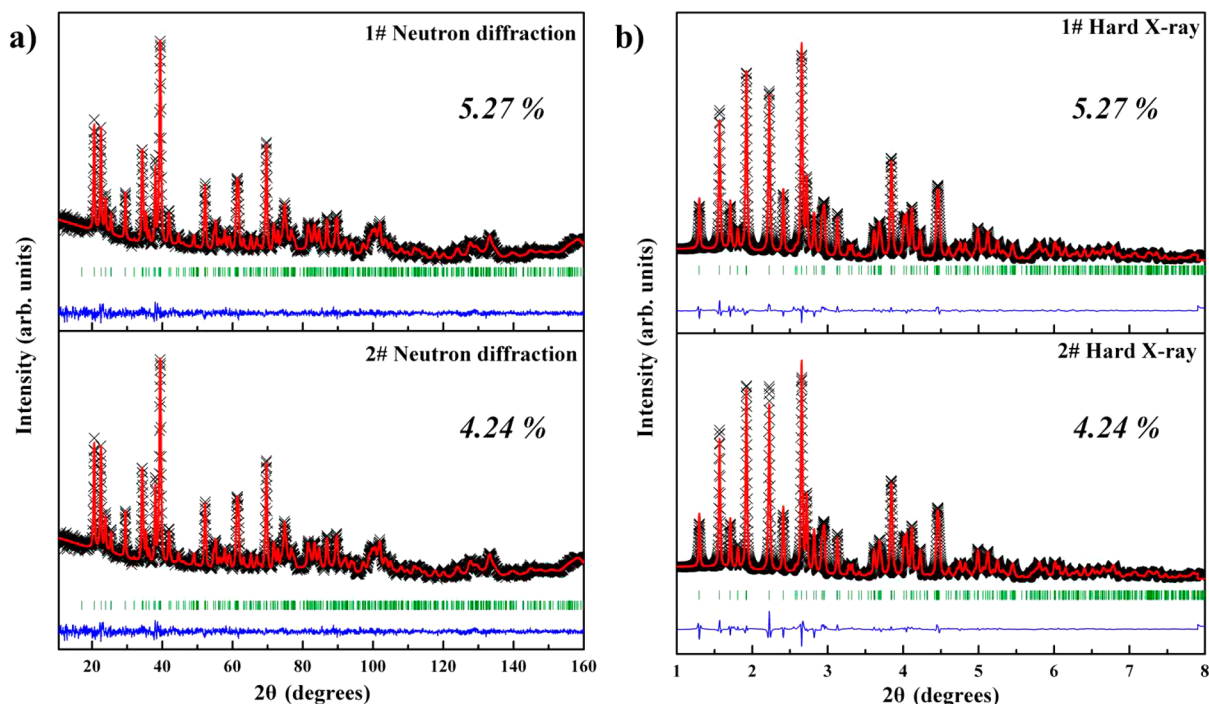 a)
1# Neutron diffraction
5.27 %
2# Neutron diffraction
4.24 %
Intensity (arb. units)
20 40 60 80 100 120 140 160
2θ (degrees)
b)
1# Hard X-ray
5.27 %
2# Hard X-ray
4.24 %
Intensity (arb. units)
1 2 3 4 5 6 7 8
2θ (degrees)